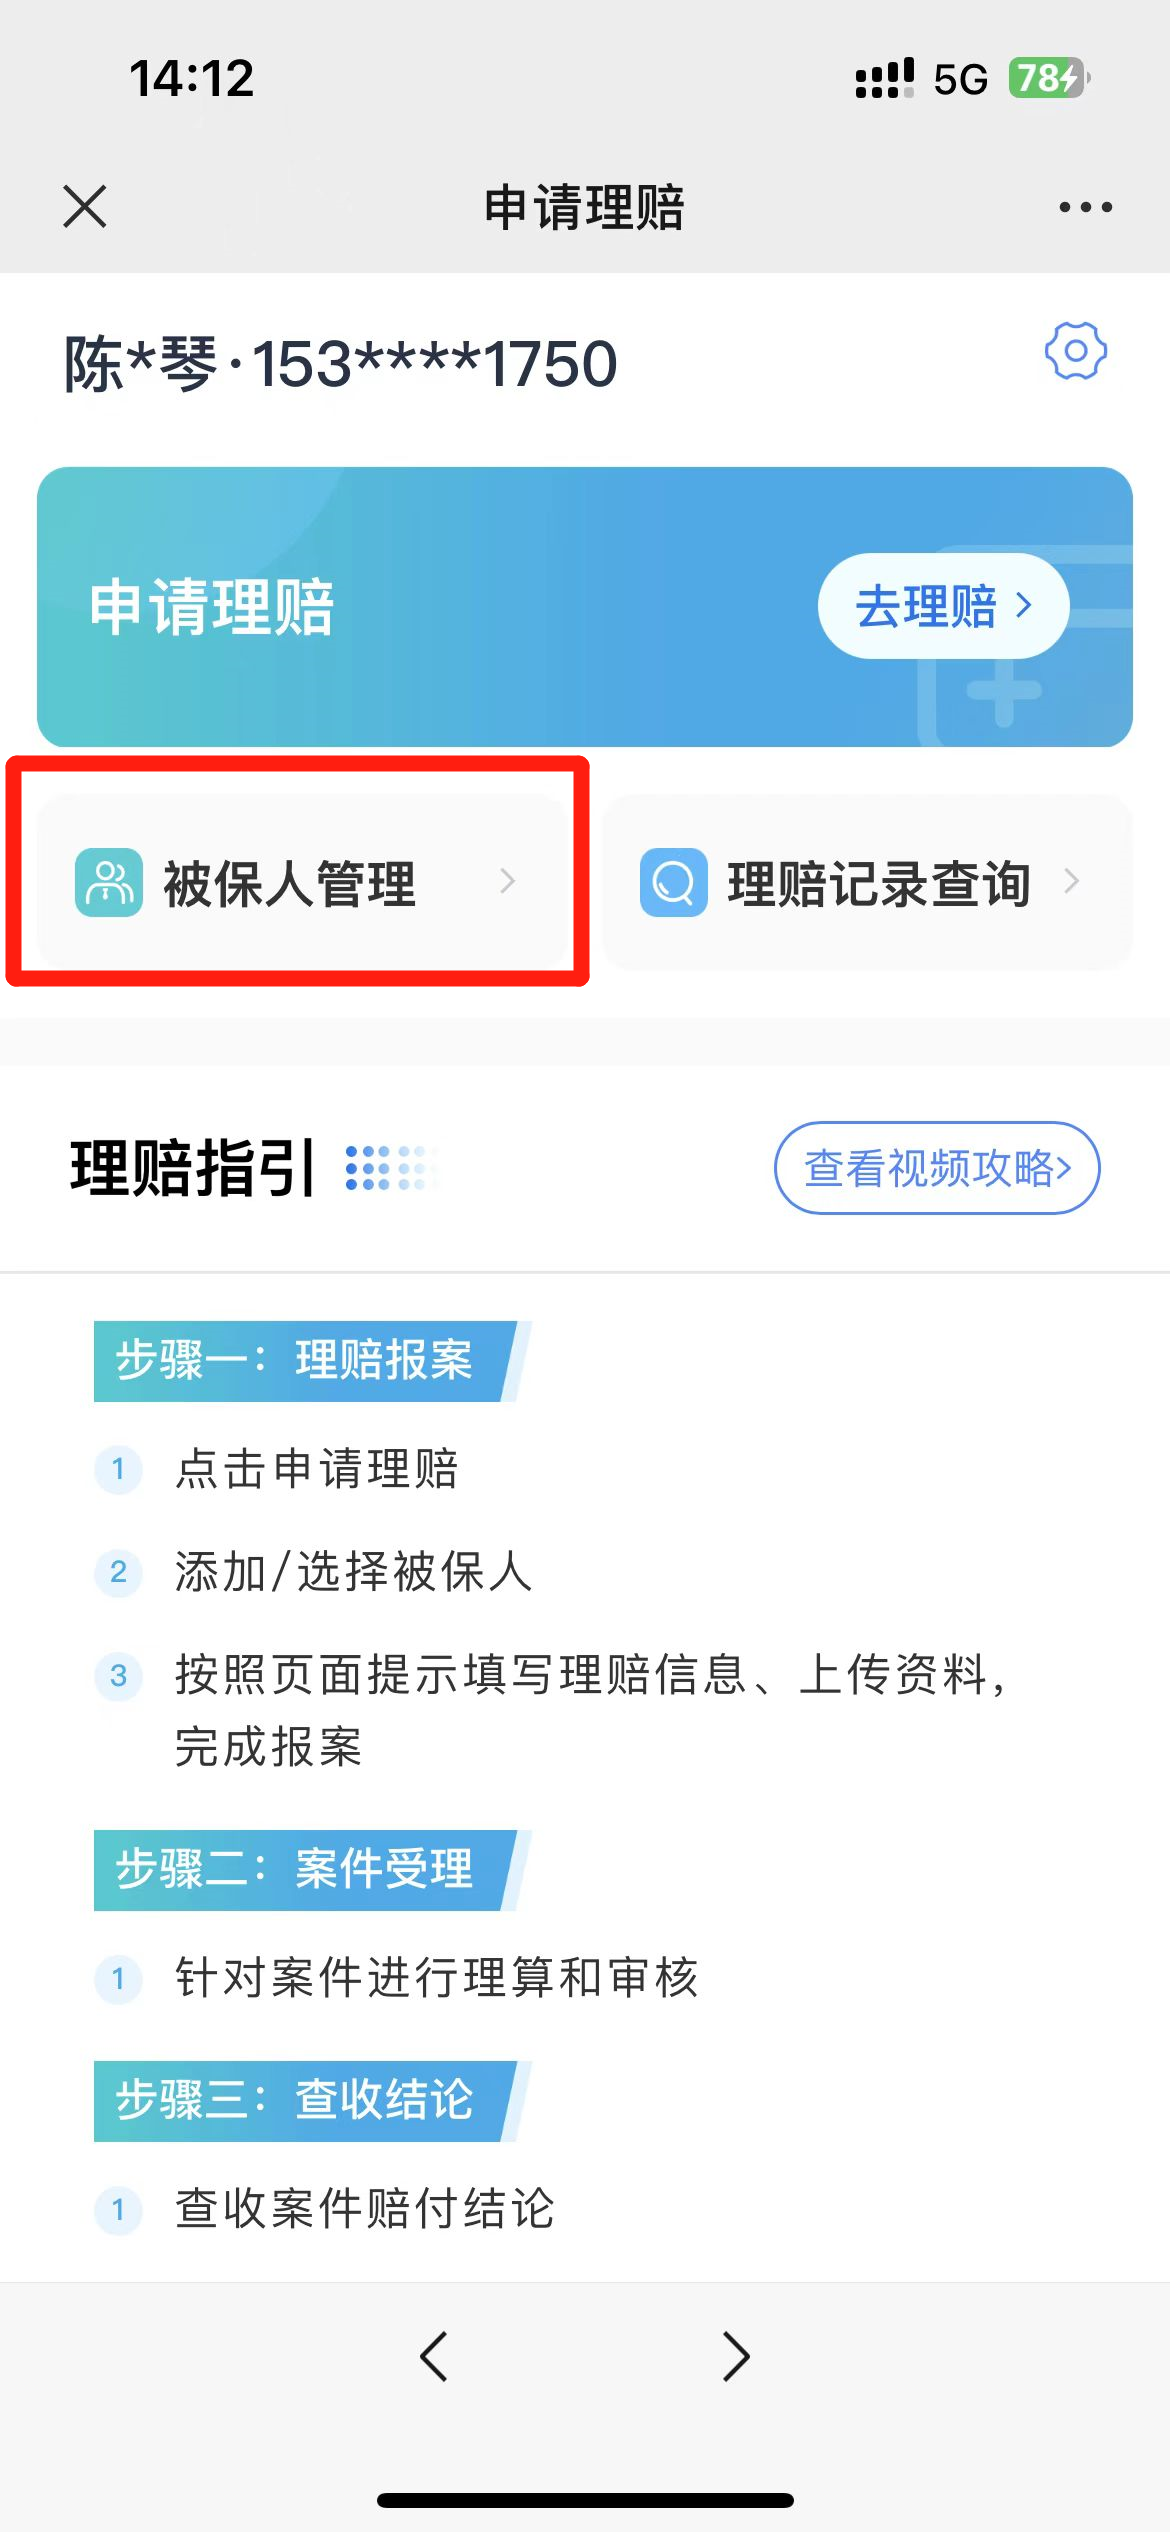 14:12
5G 78
申请理赔
陈*琴·153****1750
申请理赔
去理赔
被保人管理
理赔记录查询
理赔指引
查看视频攻略>
步骤一：理赔报案
1 点击申请理赔
2 添加/选择被保人
3 按照页面提示填写理赔信息、上传资料,
完成报案
步骤二：案件受理
1 针对案件进行理算和审核
步骤三：查收结论
1 查收案件赔付结论